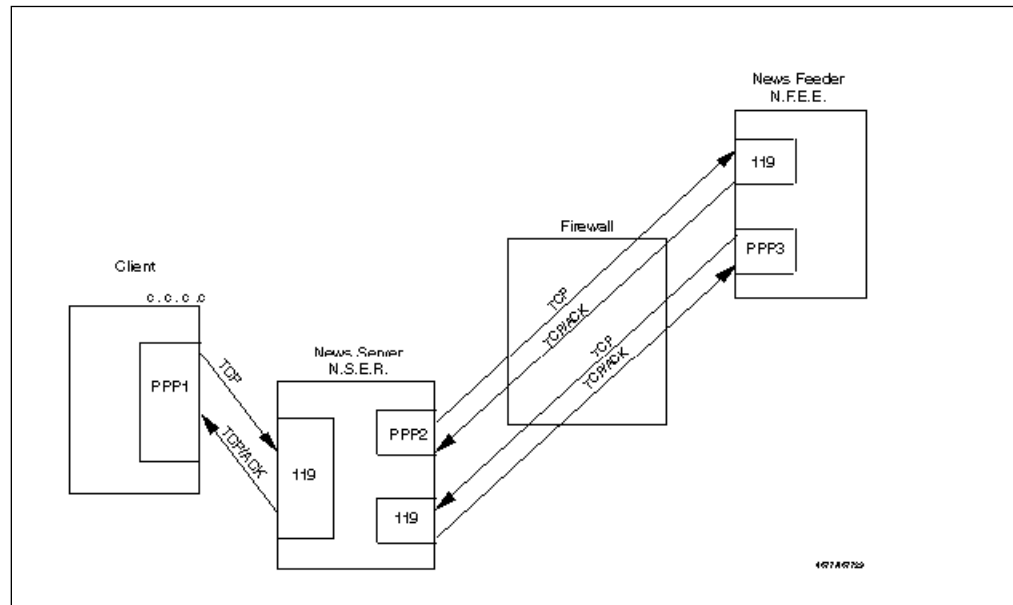 News Feeder
N.F.E.E.
119
PPP3
Firewall
TCP
TCP/ACK
TCP
TCP/ACK
Client
c.c.c.c
PPP1
TCP
TCP/ACK
News Server
N.S.E.R.
119
PPP2
119